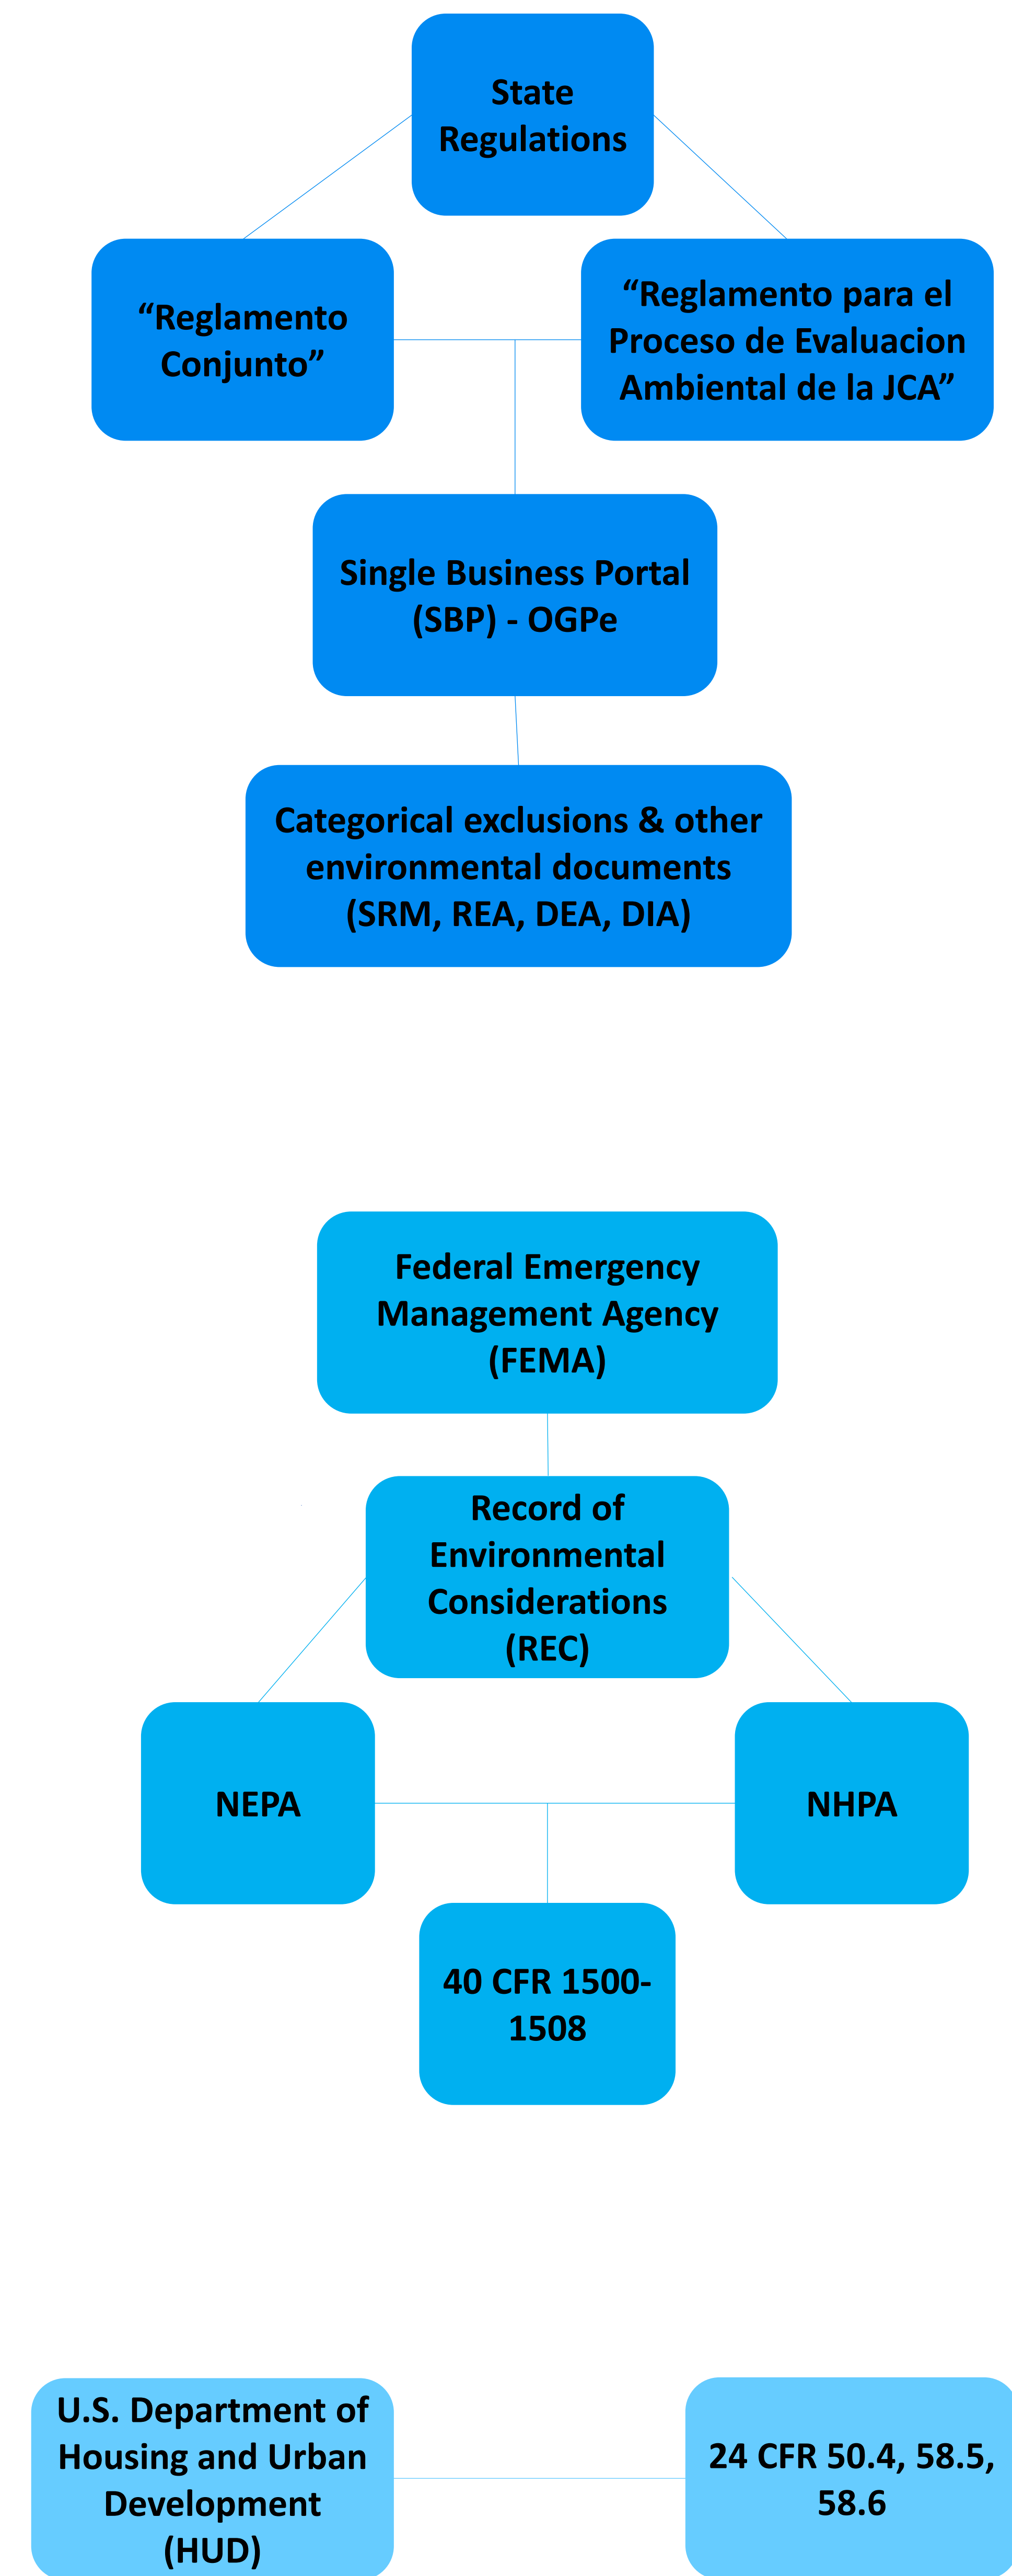 State
Regulations
“Reglamento
Conjunto”
“Reglamento para el
Proceso de Evaluacion
Ambiental de la JCA”
Single Business Portal
(SBP) - OGPe
Categorical exclusions & other
environmental documents
(SRM, REA, DEA, DIA)
Federal Emergency
Management Agency
(FEMA)
Record of
Environmental
Considerations
(REC)
NEPA
NHPA
40 CFR 1500-
1508
U.S. Department of
Housing and Urban
Development
(HUD)
24 CFR 50.4, 58.5,
58.6